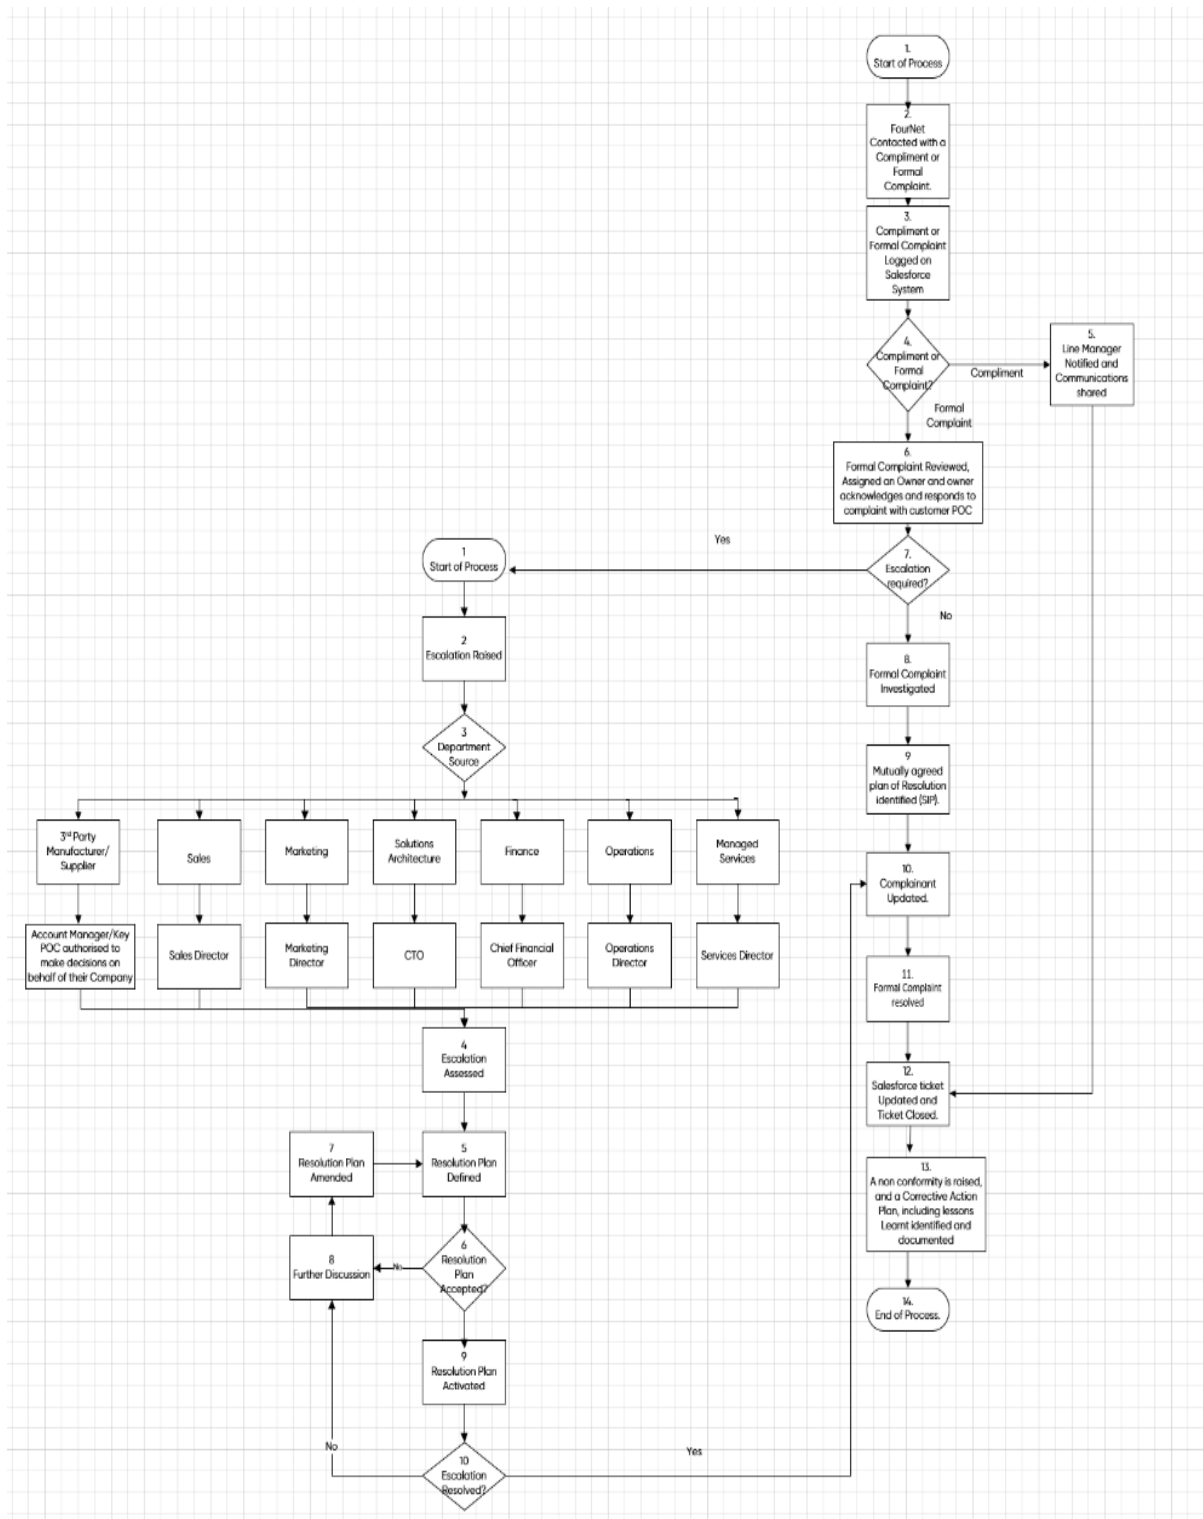 1.
Start of Process
2.
FourNet
Contacted with a
Compliment or
Formal
Complaint.
3.
Compliment or
Formal Complaint
Logged on
Salesforce
System
4.
Compliment or
Formal
Complaint?
Compliment
5.
Line Manager
Notified and
Communications
shared
Formal
Complaint
6.
Formal Complaint Reviewed,
Assigned an Owner and owner
acknowledges and responds to
complaint with customer POC
7.
Escalation
required?
Yes
No
8.
Formal Complaint
Investigated
9
Mutually agreed
plan of Resolution
identified (SIP).
10.
Complainant
Updated.
11.
Formal Complaint
resolved
12.
Salesforce ticket
Updated and
Ticket Closed.
13.
A non conformity is raised,
and a Corrective Action
Plan, including lessons
Learnt identified and
documented
14.
End of Process.
1
Start of Process
2
Escalation Raised
3
Department
Source
3rd Party
Manufacturer/
Supplier
Sales
Marketing
Solutions
Architecture
Finance
Operations
Managed
Services
Account Manager/Key
POC authorised to
make decisions on
behalf of their Company
Sales Director
Marketing
Director
CTO
Chief Financial
Officer
Operations
Director
Services Director
4
Escalation
Assessed
5
Resolution Plan
Defined
6
Resolution
Plan
Accepted?
No
7
Resolution Plan
Amended
8
Further Discussion
9
Resolution Plan
Activated
10
Escalation
Resolved?
No
Yes